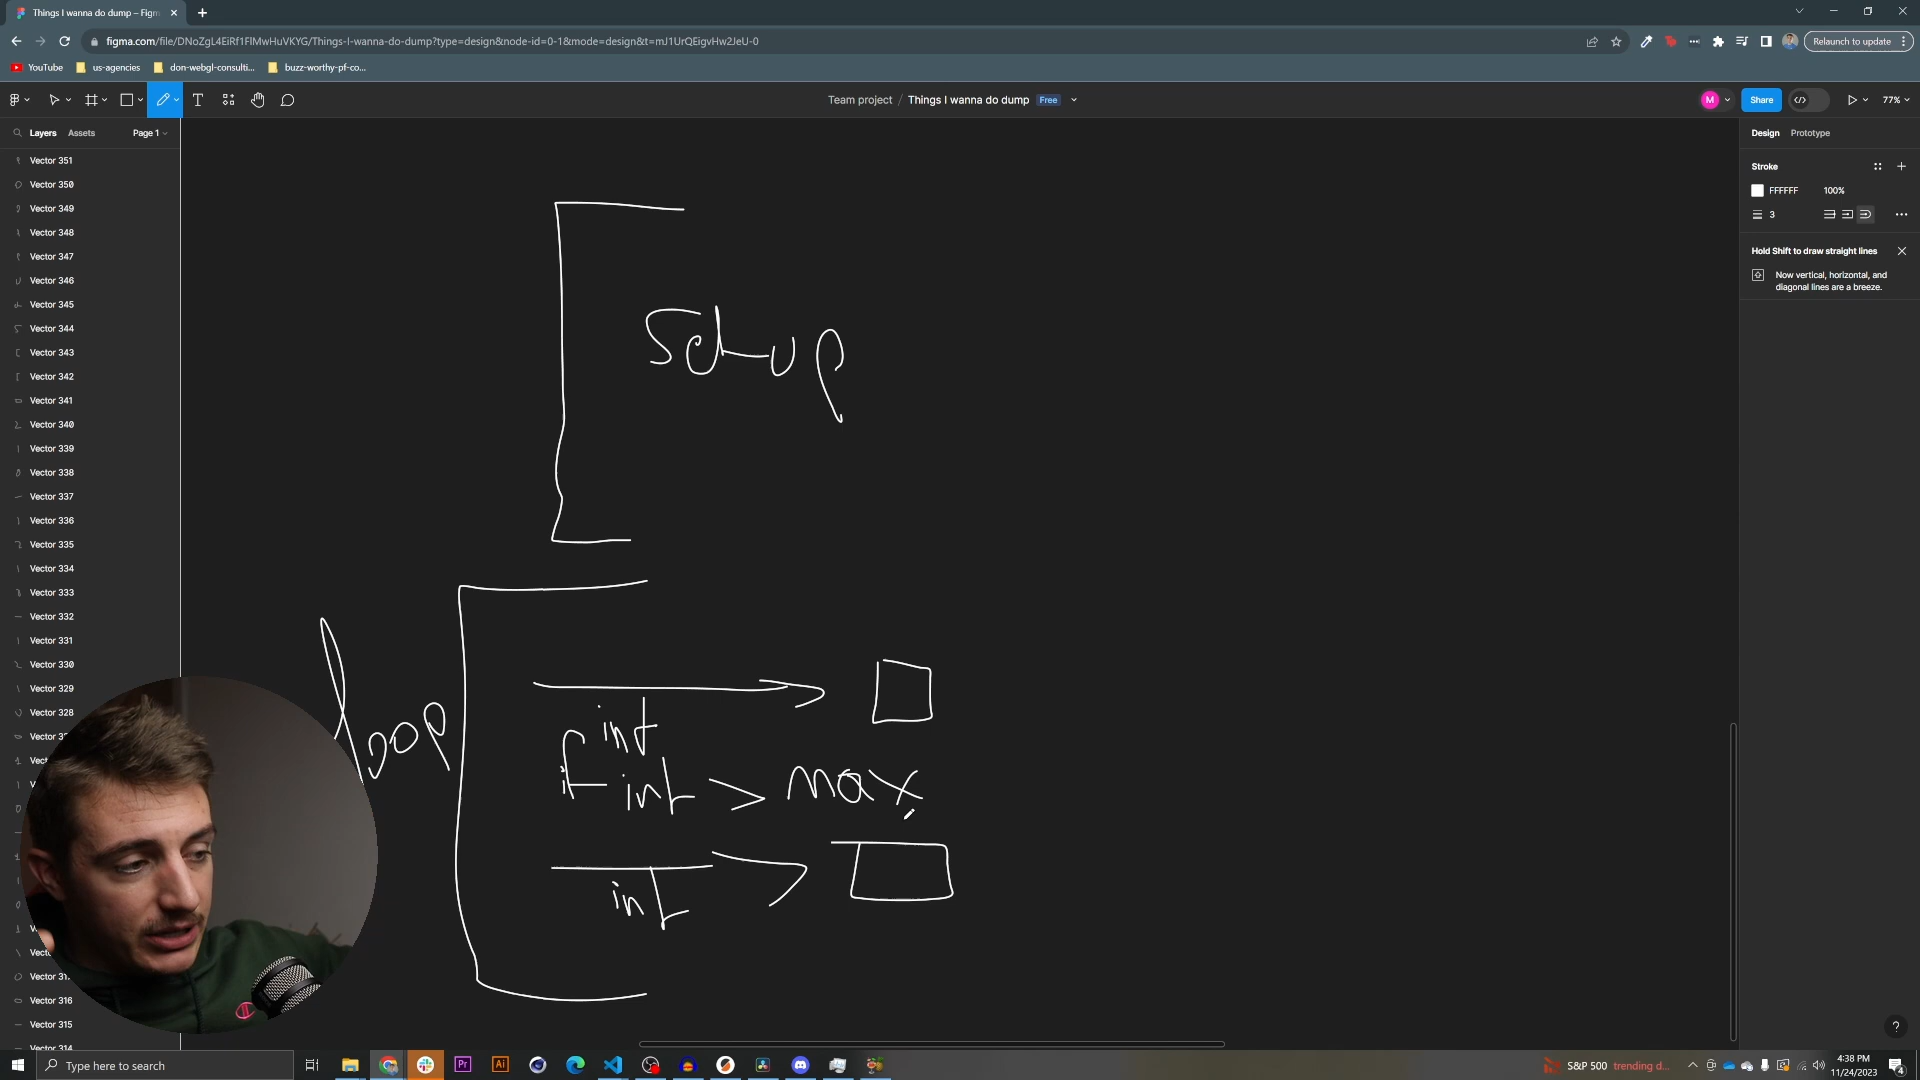 Things I wanna do dump – Figm
figma.com/file/DNoZgL4EiRf1FlMwHuVKYG/Things-I-wanna-do-dump?type=design&node-id=0-1&mode=design&t=mJ1UrQEigvHw2JeU-0
Relaunch to update
YouTube us-agencies don-webgl-consulti... buzz-worthy-pf-co...
Team project / Things I wanna do dump Free
M Share 77%
Layers Assets Page 1
Design Prototype
Vector 351
Vector 350
Vector 349
Vector 348
Vector 347
Vector 346
Vector 345
Vector 344
Vector 343
Vector 342
Vector 341
Vector 340
Vector 339
Vector 338
Vector 337
Vector 336
Vector 335
Vector 334
Vector 333
Vector 332
Vector 331
Vector 330
Vector 329
Vector 328
Vector 316
Vector 315
Vector 314
Stroke
FFFFFF 100%
3
Hold Shift to draw straight lines
Now vertical, horizontal, and
diagonal lines are a breeze.
Setup
loop
int
if int > max
int
?
Type here to search
Pr Ai
S&P 500 trending d...
4:38 PM
11/24/2023
4